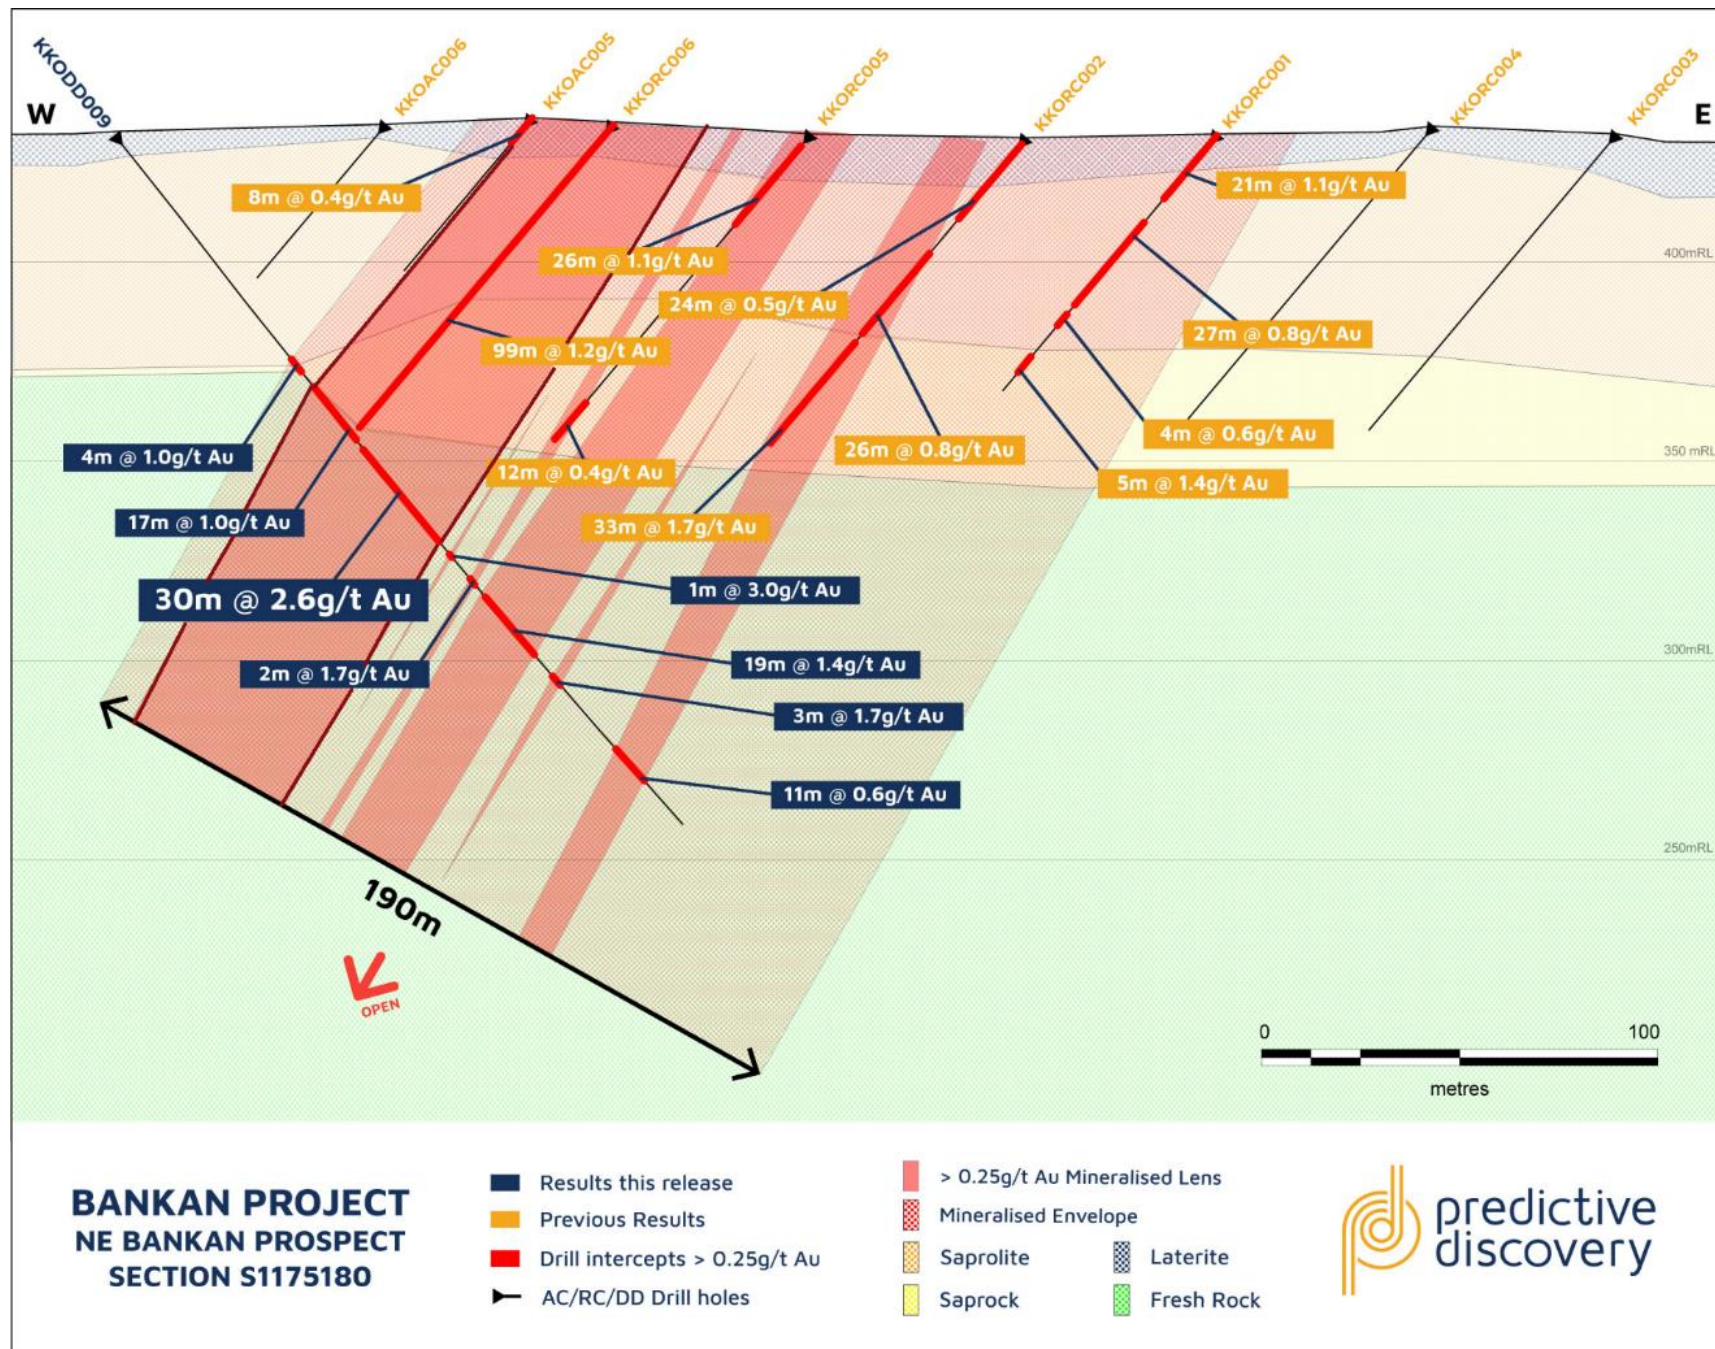 KKODD009
KKOAC006
KKOAC005
KKORC006
KKORC005
KKORC002
KKORC001
KKORC004
KKORC003
W
E
8m @ 0.4g/t Au
21m @ 1.1g/t Au
26m @ 1.1g/t Au
400mRL
24m @ 0.5g/t Au
27m @ 0.8g/t Au
99m @ 1.2g/t Au
4m @ 0.6g/t Au
26m @ 0.8g/t Au
350 mRL
4m @ 1.0g/t Au
12m @ 0.4g/t Au
5m @ 1.4g/t Au
17m @ 1.0g/t Au
33m @ 1.7g/t Au
1m @ 3.0g/t Au
30m @ 2.6g/t Au
300mRL
19m @ 1.4g/t Au
2m @ 1.7g/t Au
3m @ 1.7g/t Au
11m @ 0.6g/t Au
250mRL
190m
OPEN
0 100
metres
BANKAN PROJECT
NE BANKAN PROSPECT
SECTION S1175180
Results this release
Previous Results
Drill intercepts > 0.25g/t Au
AC/RC/DD Drill holes
> 0.25g/t Au Mineralised Lens
Mineralised Envelope
Saprolite
Laterite
Saprock
Fresh Rock
predictive
discovery